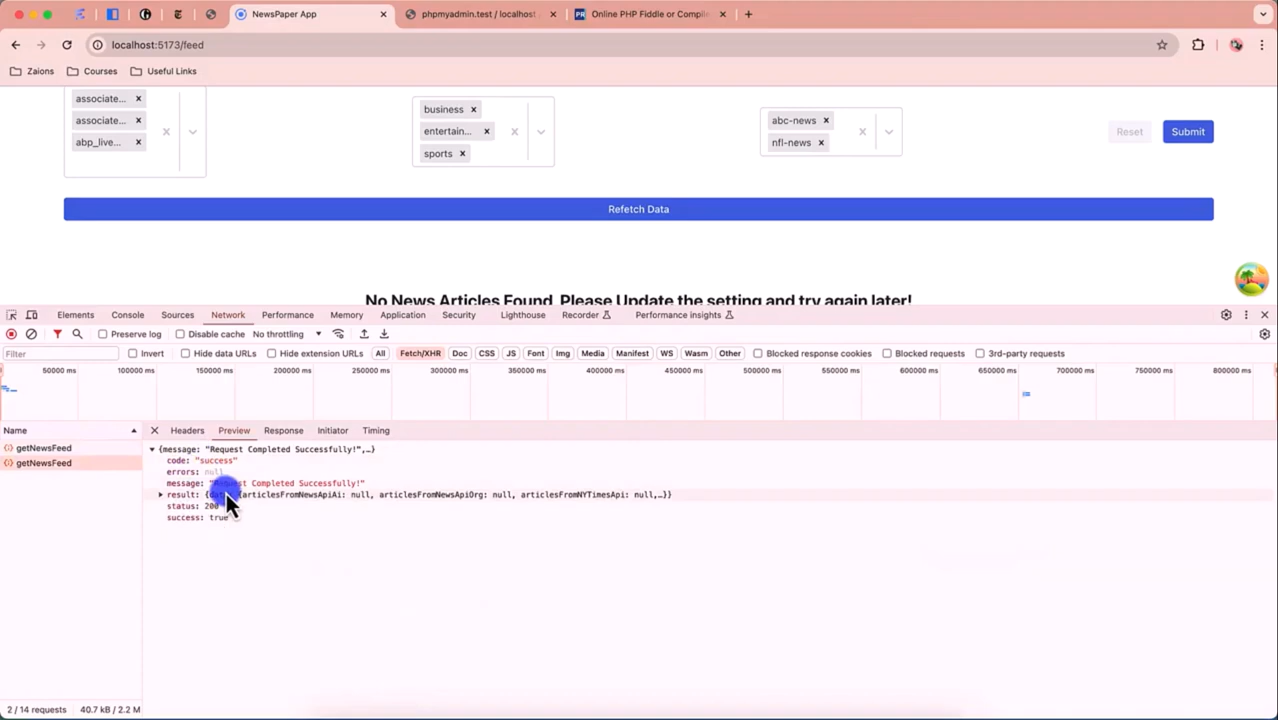 NewsPaper App
phpmyadmin.test / localhost
Online PHP Fiddle or Compile
localhost:5173/feed
Zaions
Courses
Useful Links
associate...
business
abc-news
associate...
entertain...
nfl-news
Reset
Submit
abp_live...
sports
Refetch Data
No News Articles Found, Please Update the setting and try again later!
Elements
Console
Sources
Network
Performance
Memory
Application
Security
Lighthouse
Recorder
Performance insights
Preserve log
Disable cache
No throttling
Filter
Invert
Hide data URLs
Hide extension URLs
All
Fetch/XHR
Doc
CSS
JS
Font
Img
Media
Manifest
WS
Wasm
Other
Blocked response cookies
Blocked requests
3rd-party requests
50000 ms
100000 ms
150000 ms
200000 ms
250000 ms
300000 ms
350000 ms
400000 ms
450000 ms
500000 ms
550000 ms
600000 ms
650000 ms
700000 ms
750000 ms
800000 ms
Name
Headers
Preview
Response
Initiator
Timing
getNewsFeed
getNewsFeed
{message: "Request Completed Successfully!",…}
code: "success"
errors: null
message: "Request Completed Successfully!"
result: {data: {articlesFromNewsApiAi: null, articlesFromNewsApiOrg: null, articlesFromNYTimesApi: null,…}}
status: 200
success: true
2 / 14 requests
40.7 kB / 2.2 M